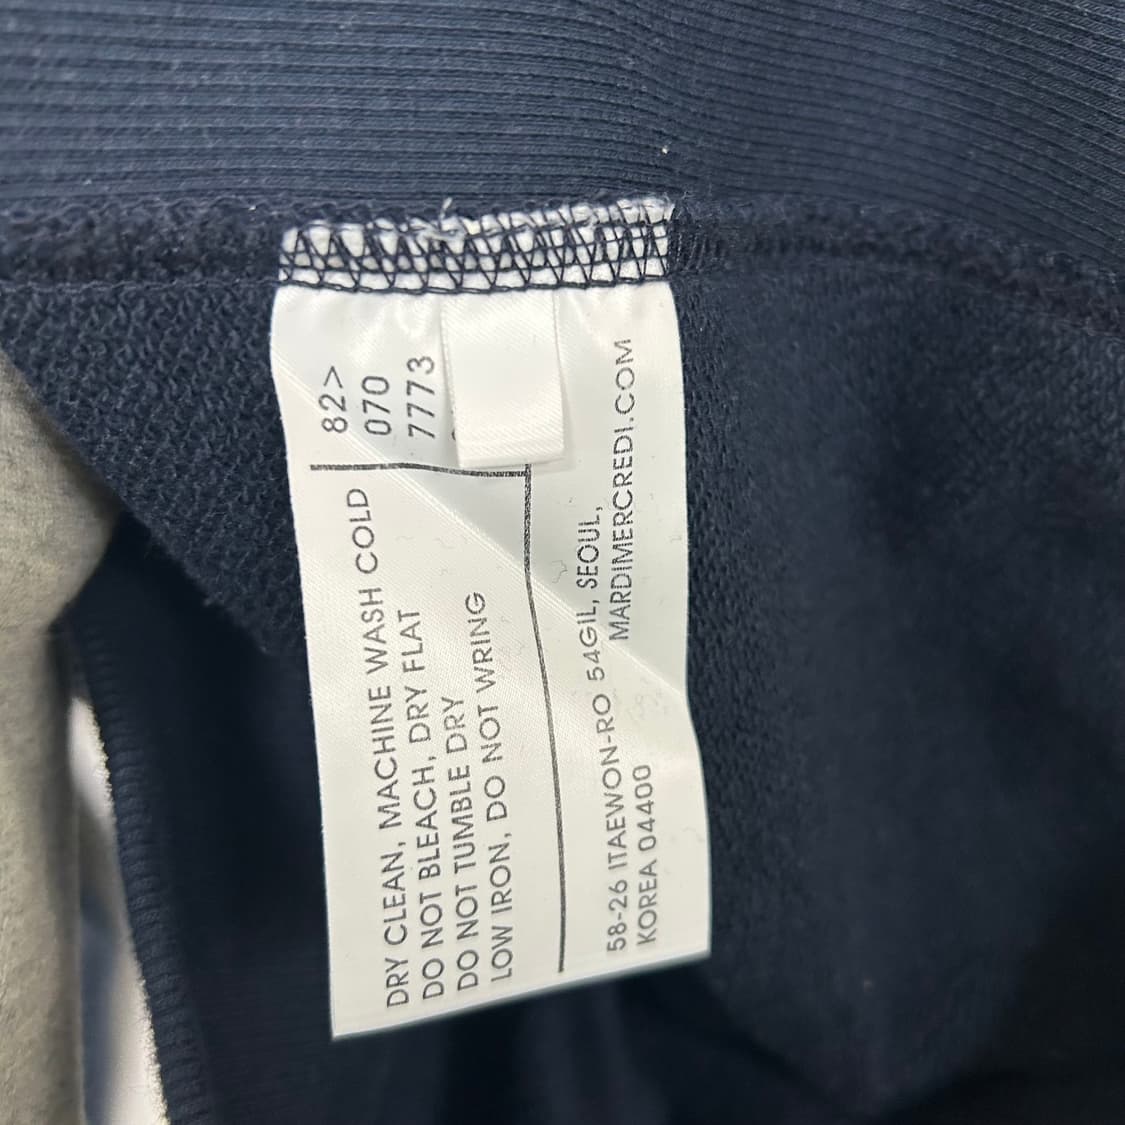 DRY CLEAN, MACHINE WASH COLD
DO NOT BLEACH, DRY FLAT
DO NOT TUMBLE DRY
LOW IRON, DO NOT WRING
82>
070
7773
58-26 ITAEWON-RO 54GIL, SEOUL,
KOREA 04400
MARDIMERCREDI.COM